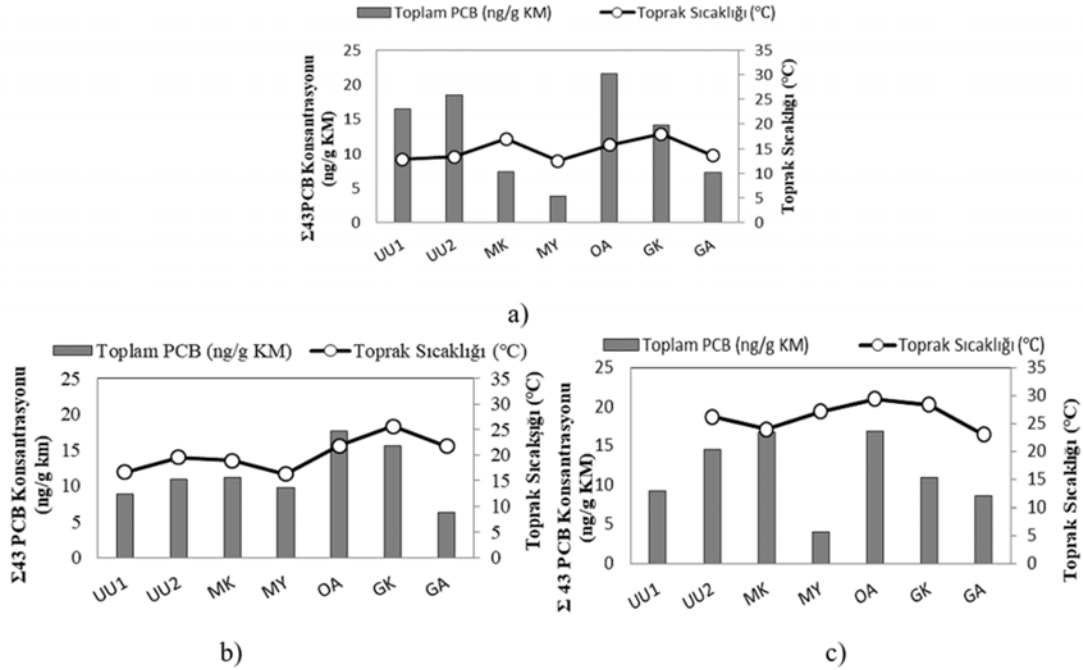 Toplam PCB (ng/g KM) Toprak Sıcaklığı (°C)
Σ43PCB Konsantrasyonu
(ng/g KM)
25
20
15
10
5
0
35
30
25
20
15
10
5
0
Toprak Sıcaklığı (°C)
UU1 UU2 MK MY OA GK GA
a)
Toplam PCB (ng/g KM) Toprak Sıcaklığı (°C)
Σ43 PCB Konsantrasyonu
(ng/g km)
25
20
15
10
5
0
35
30
25
20
15
10
5
0
Toprak Sıcakşığı (°C)
UU1 UU2 MK MY OA GK GA
b)
Toplam PCB (ng/g KM) Toprak Sıcaklığı (°C)
Σ 43 PCB Konsantrasyonu
(ng/g KM)
25
20
15
10
5
0
35
30
25
20
15
10
5
0
Toprak Sıcaklığı (°C)
UU1 UU2 MK MY OA GK GA
c)